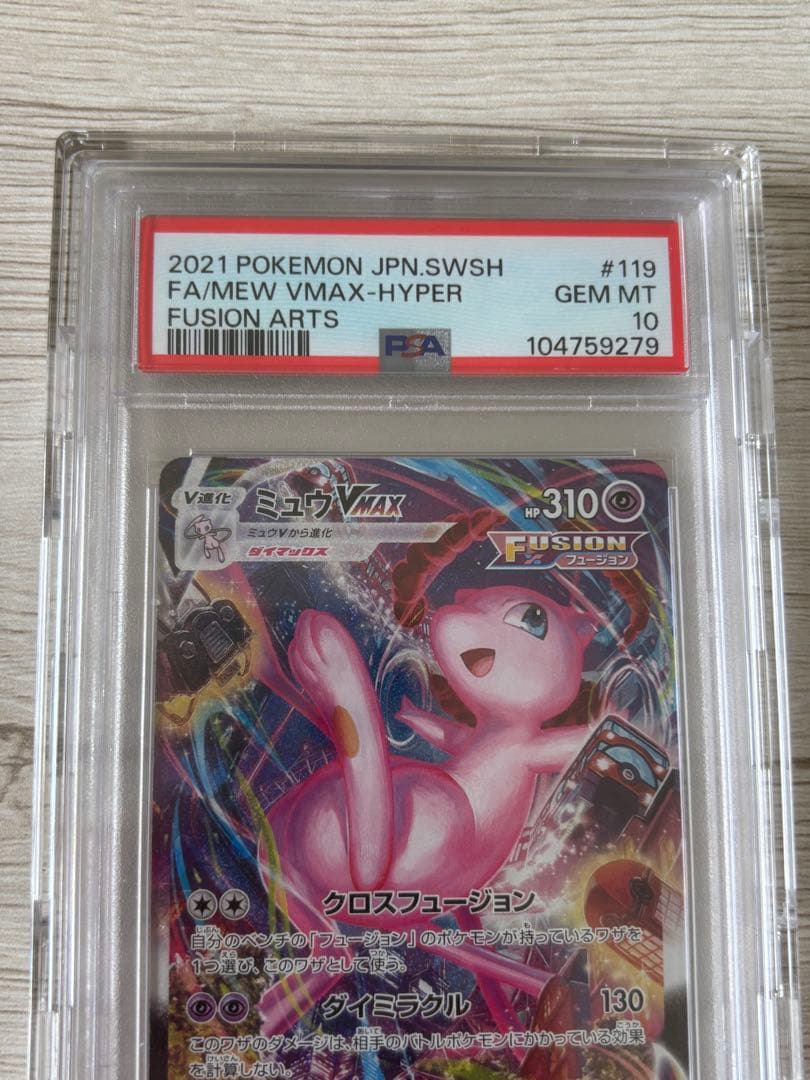 2021 POKEMON JPN.SWSH #119
FA/MEW VMAX-HYPER GEM MT
FUSION ARTS 10
PSA 104759279
V進化 ミュウVMAX HP310
ミュウVから進化
ダイマックス
FUSION
フュージョン
クロスフュージョン
自分のベンチの「フュージョン」のポケモンが持っているワザを
1つ選び、このワザとして使う。
ダイミラクル 130
このワザのダメージは、相手のバトルポケモンにかかっている効果
を計算しない。